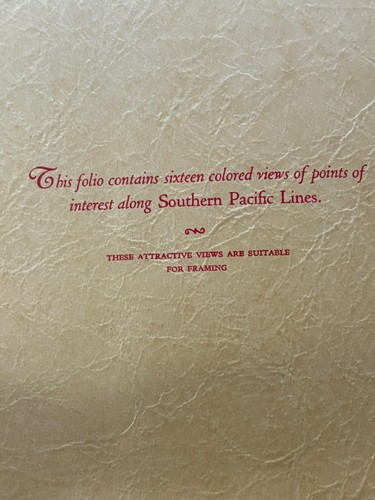 This folio contains sixteen colored views of points of
interest along Southern Pacific Lines.
THESE ATTRACTIVE VIEWS ARE SUITABLE
FOR FRAMING